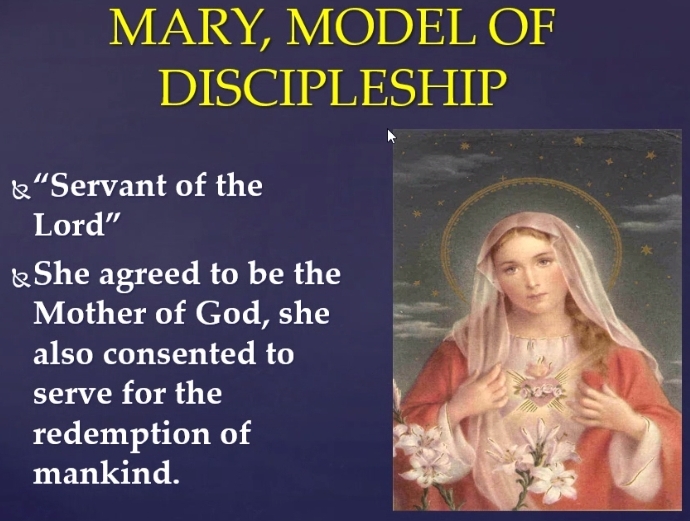 MARY, MODEL OF
DISCIPLESHIP
“Servant of the
Lord”
She agreed to be the
Mother of God, she
also consented to
serve for the
redemption of
mankind.